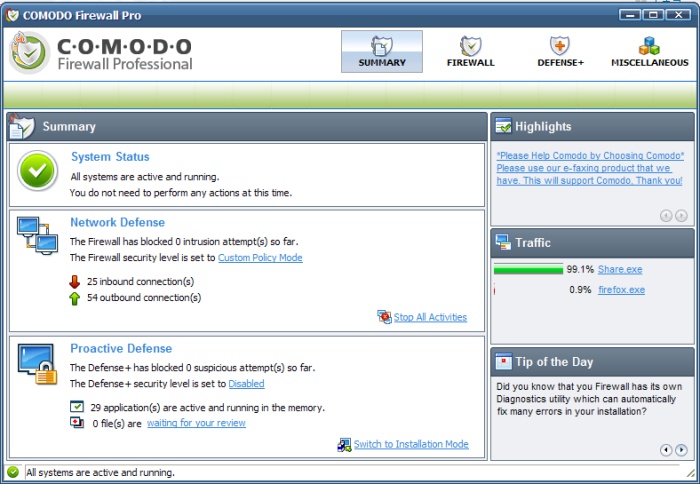 COMODO Firewall Pro
C·O·M·O·D·O
Firewall Professional
SUMMARY
FIREWALL
DEFENSE+
MISCELLANEOUS
Summary
System Status
All systems are active and running.
You do not need to perform any actions at this time.
Network Defense
The Firewall has blocked 0 intrusion attempt(s) so far.
The Firewall security level is set to Custom Policy Mode
25 inbound connection(s)
54 outbound connection(s)
Stop All Activities
Proactive Defense
The Defense+ has blocked 0 suspicious attempt(s) so far.
The Defense+ security level is set to Disabled
29 application(s) are active and running in the memory.
0 file(s) are waiting for your review
Switch to Installation Mode
Highlights
*Please Help Comodo by Choosing Comodo*
Please use our e-faxing product that we
have. This will support Comodo, Thank you!
Traffic
99.1% Share.exe
0.9% firefox.exe
Tip of the Day
Did you know that you Firewall has its own
Diagnostics utility which can automatically
fix many errors in your installation?
All systems are active and running.